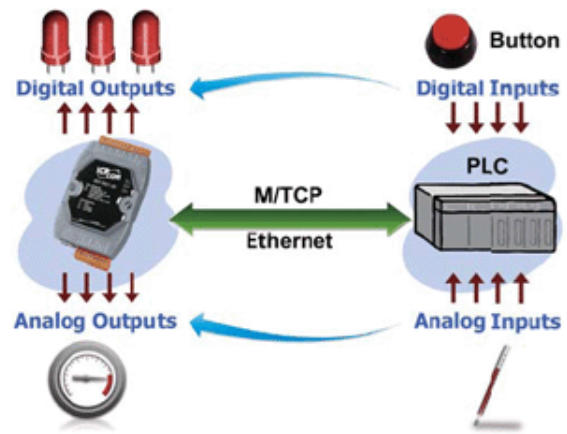 Button
Digital Outputs
Digital Inputs
PLC
M/TCP
Ethernet
Analog Outputs
Analog Inputs